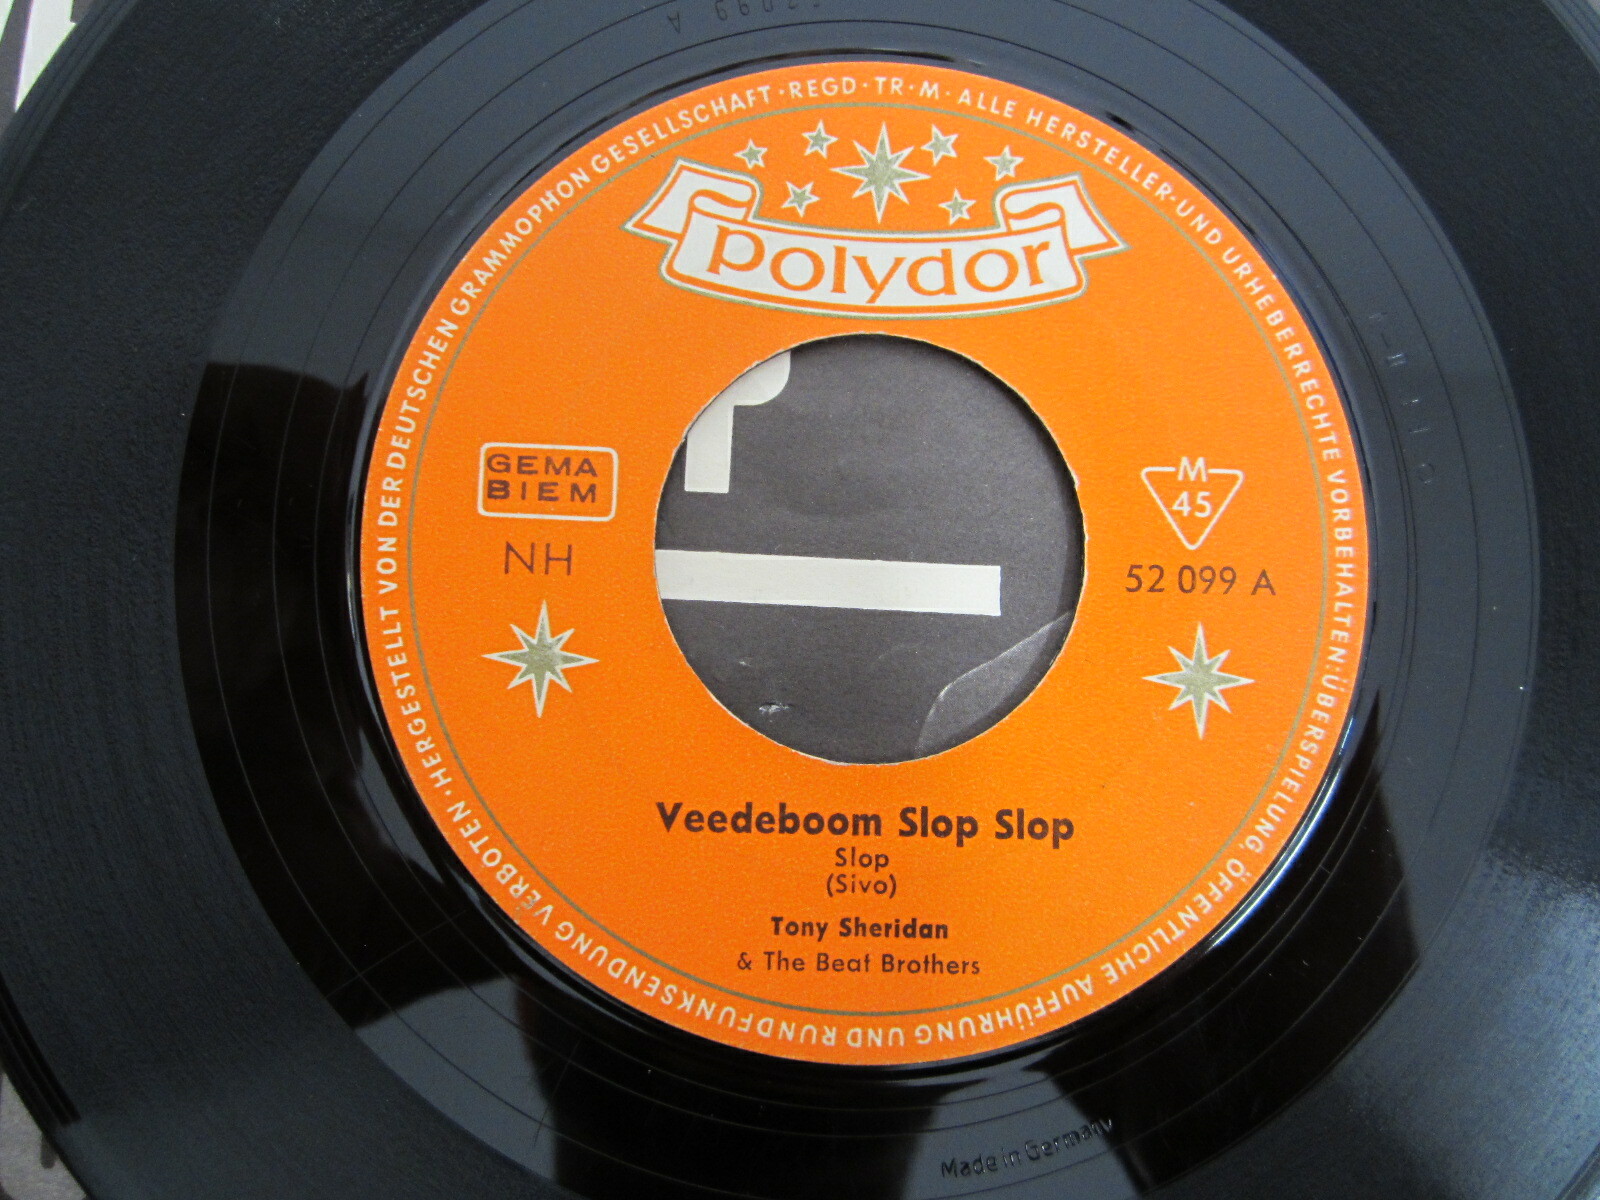 HERGESTELLT VON DER DEUTSCHEN GRAMMOPHON GESELLSCHAFT · REGD · TR · M · ALLE HERSTELLER- UND URHEBERRECHTE VORBEHALTEN: ÜBERSPIELUNG, ÖFFENTLICHE AUFFÜHRUNG UND RUNDFUNKSENDUNG VERBOTEN ·
polydor
GEMA
BIEM
NH
M
45
52 099 A
Veedeboom Slop Slop
Slop
(Sivo)
Tony Sheridan
& The Beat Brothers
Made in Germany